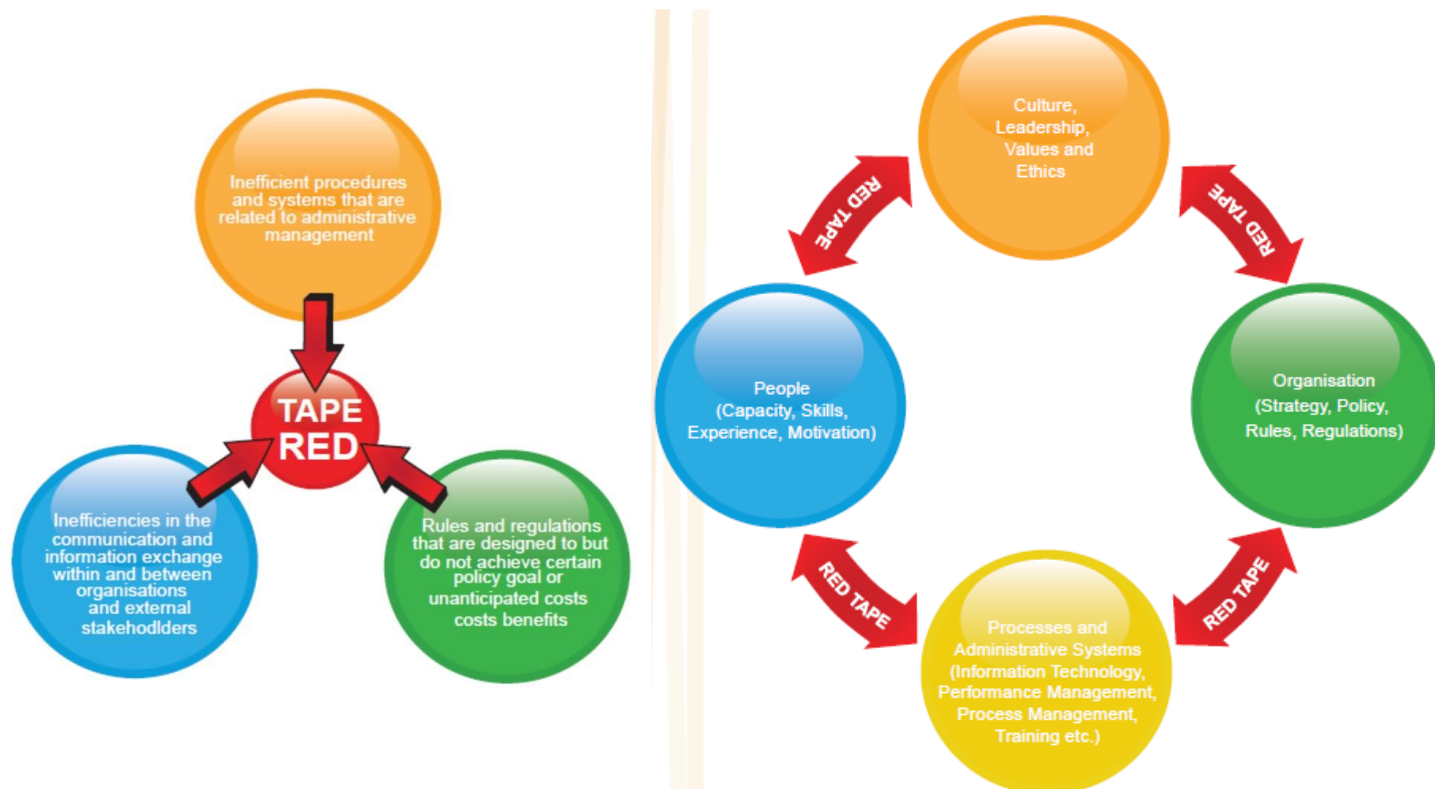 Inefficient procedures
and systems that are
related to administrative
management
TAPE
RED
Inefficiencies in the
communication and
information exchange
within and between
organisations
and external
stakehodlders
Rules and regulations
that are designed to but
do not achieve certain
policy goal or
unanticipated costs
costs benefits
Culture,
Leadership,
Values and
Ethics
RED TAPE
RED TAPE
People
(Capacity, Skills,
Experience, Motivation)
Organisation
(Strategy, Policy,
Rules, Regulations)
RED TAPE
RED TAPE
Processes and
Administrative Systems
(Information Technology,
Performance Management,
Process Management,
Training etc.)